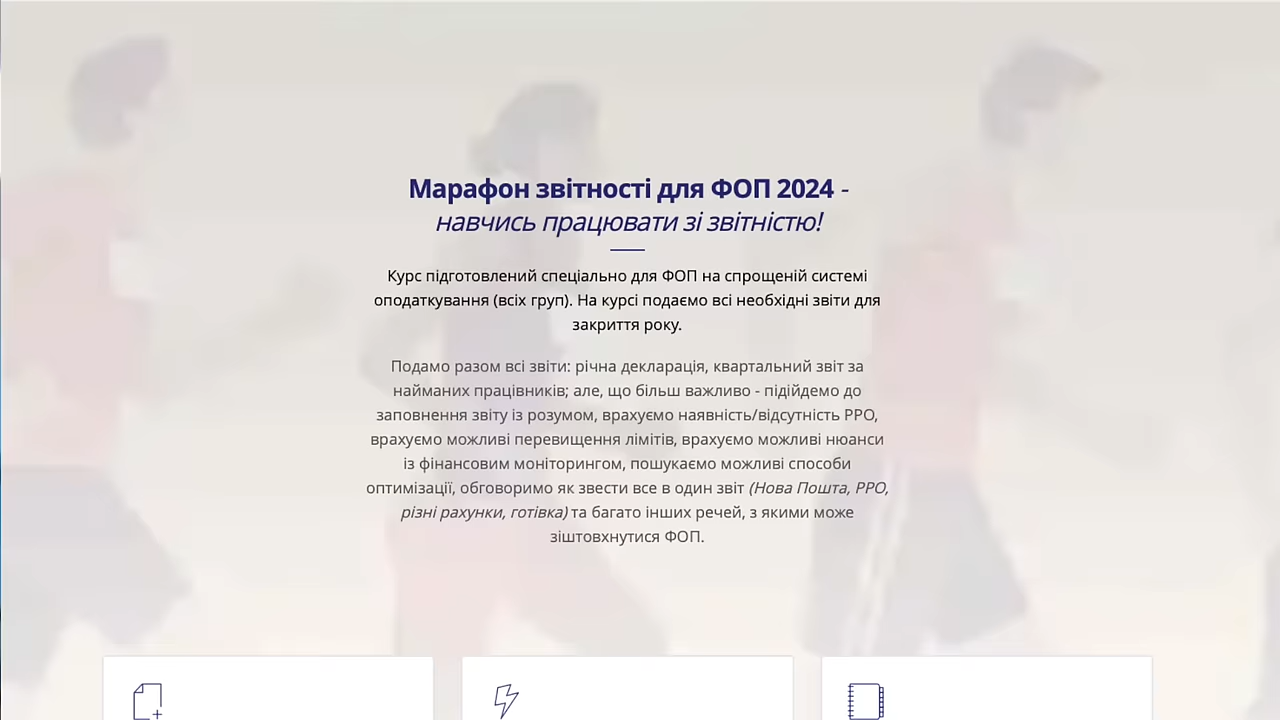 Марафон звітності для ФОП 2024 -
навчись працювати зі звітністю!
Курс підготовлений спеціально для ФОП на спрощеній системі
оподаткування (всіх груп). На курсі подаємо всі необхідні звіти для
закриття року.
Подамо разом всі звіти: річна декларація, квартальний звіт за
найманих працівників; але, що більш важливо - підійдемо до
заповнення звіту із розумом, врахуємо наявність/відсутність РРО,
врахуємо можливі перевищення лімітів, врахуємо можливі нюанси
із фінансовим моніторингом, пошукаємо можливі способи
оптимізації, обговоримо як звести все в один звіт (Нова Пошта, РРО,
різні рахунки, готівка) та багато інших речей, з якими може
зіштовхнутися ФОП.